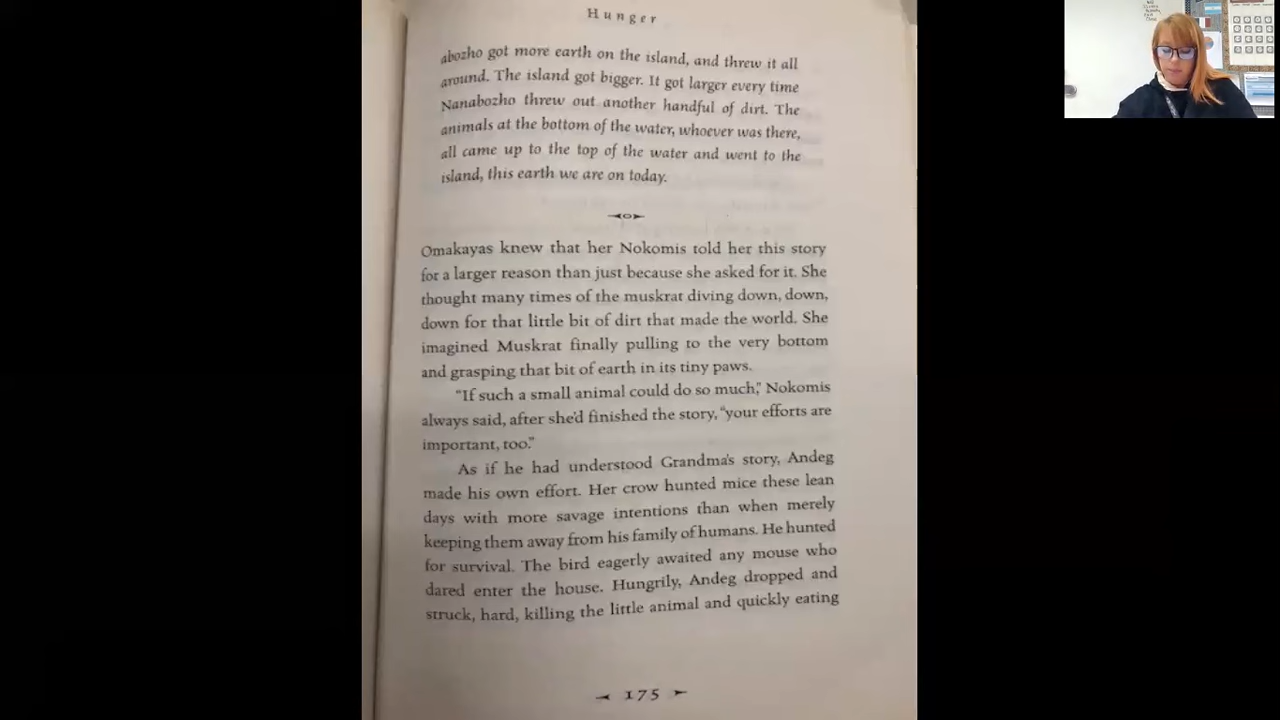 Hunger
abozho got more earth on the island, and threw it all
around. The island got bigger. It got larger every time
Nanabozho threw out another handful of dirt. The
animals at the bottom of the water, whoever was there,
all came up to the top of the water and went to the
island, this earth we are on today.
Omakayas knew that her Nokomis told her this story
for a larger reason than just because she asked for it. She
thought many times of the muskrat diving down, down,
down for that little bit of dirt that made the world. She
imagined Muskrat finally pulling to the very bottom
and grasping that bit of earth in its tiny paws.
"If such a small animal could do so much," Nokomis
always said, after she'd finished the story, "your efforts are
important, too."
As if he had understood Grandma's story, Andeg
made his own effort. Her crow hunted mice these lean
days with more savage intentions than when merely
keeping them away from his family of humans. He hunted
for survival. The bird eagerly awaited any mouse who
dared enter the house. Hungrily, Andeg dropped and
struck, hard, killing the little animal and quickly eating
175